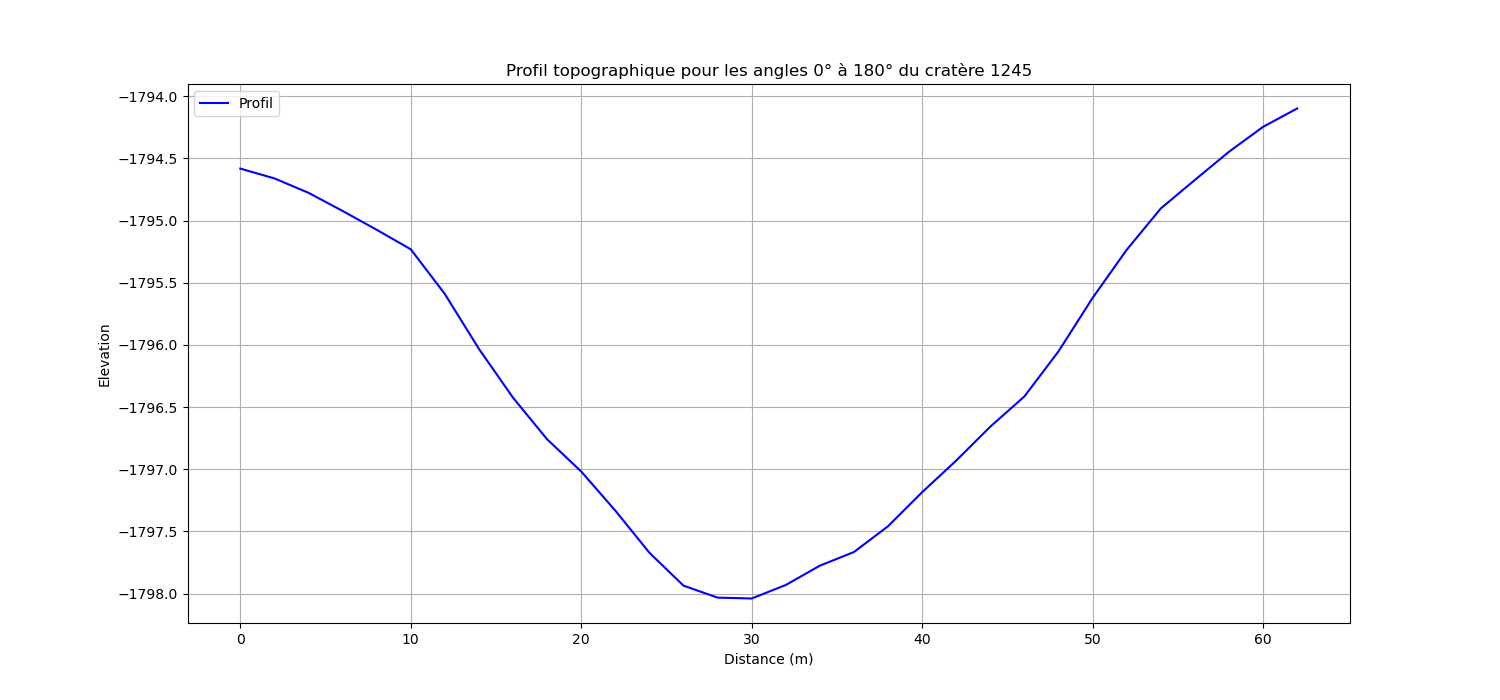 Profil topographique pour les angles 0° à 180° du cratère 1245
Profil
−1794.0
−1794.5
−1795.0
−1795.5
−1796.0
−1796.5
−1797.0
−1797.5
−1798.0
Elevation
0 10 20 30 40 50 60
Distance (m)